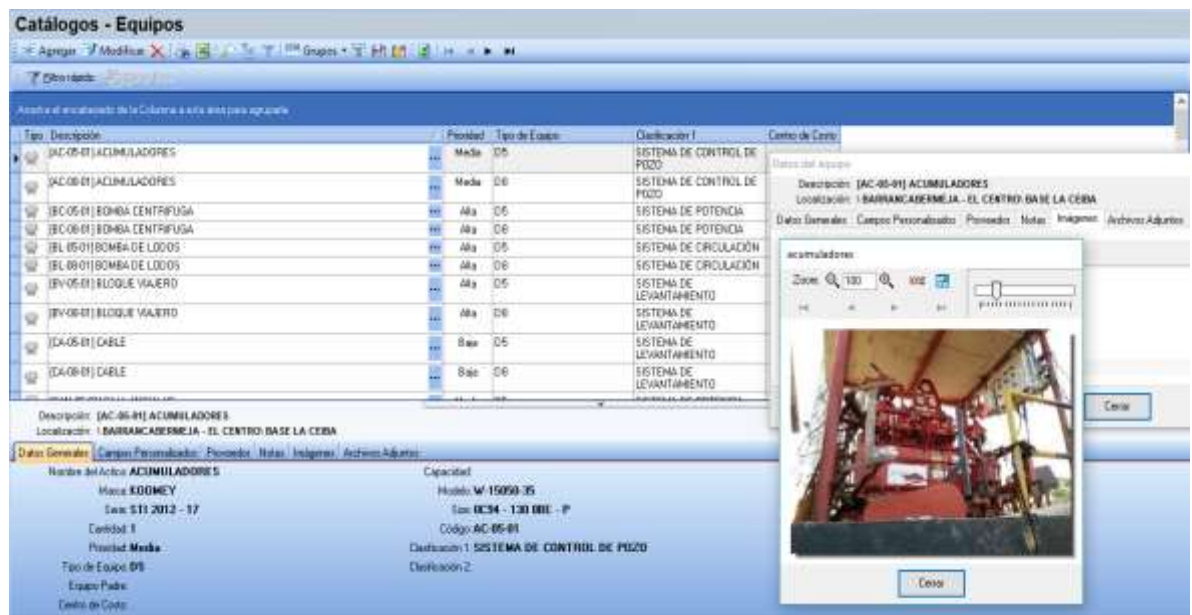 Catálogos - Equipos
Agregar Modificar Grupos
Filtro rápido
Arrastre el encabezado de la Columna a esta área para agruparla
Tipo Descripción Prioridad Tipo de Equipo Clasificación 1 Centro de Costo
[AC-05-01] ACUMULADORES ... Media D5 SISTEMA DE CONTROL DE POZO
[AC-08-01] ACUMULADORES ... Media D8 SISTEMA DE CONTROL DE POZO
[BC-05-01] BOMBA CENTRIFUGA ... Alta D5 SISTEMA DE POTENCIA
[BC-08-01] BOMBA CENTRIFUGA ... Alta D8 SISTEMA DE POTENCIA
[BL-05-01] BOMBA DE LODOS ... Alta D5 SISTEMA DE CIRCULACIÓN
[BL-08-01] BOMBA DE LODOS ... Alta D8 SISTEMA DE CIRCULACIÓN
[BV-05-01] BLOQUE VIAJERO ... Alta D5 SISTEMA DE LEVANTAMIENTO
[BV-08-01] BLOQUE VIAJERO ... Alta D8 SISTEMA DE LEVANTAMIENTO
[CA-05-01] CABLE ... Baja D5 SISTEMA DE LEVANTAMIENTO
[CA-08-01] CABLE ... Baja D8 SISTEMA DE LEVANTAMIENTO
Datos del equipo
Descripción: [AC-05-01] ACUMULADORES
Localización: \ BARRANCABERMEJA - EL CENTRO\ BASE LA CEIBA
Datos Generales Campos Personalizados Proveedor Notas Imágenes Archivos Adjuntos
acumuladores
Zoom 100
Cerrar
Cerrar
Descripción: [AC-05-01] ACUMULADORES
Localización: \ BARRANCABERMEJA - EL CENTRO\ BASE LA CEIBA
Datos Generales Campos Personalizados Proveedor Notas Imágenes Archivos Adjuntos
Nombre del Activo: ACUMULADORES Capacidad:
Marca: KOOMEY Modelo: W-15050-35
Serie: STI 2012 - 17
Cantidad: 1 Código: AC-05-01
Prioridad: Media Clasificación 1: SISTEMA DE CONTROL DE POZO
Tipo de Equipo: D5 Clasificación 2:
Equipo Padre:
Centro de Costo: